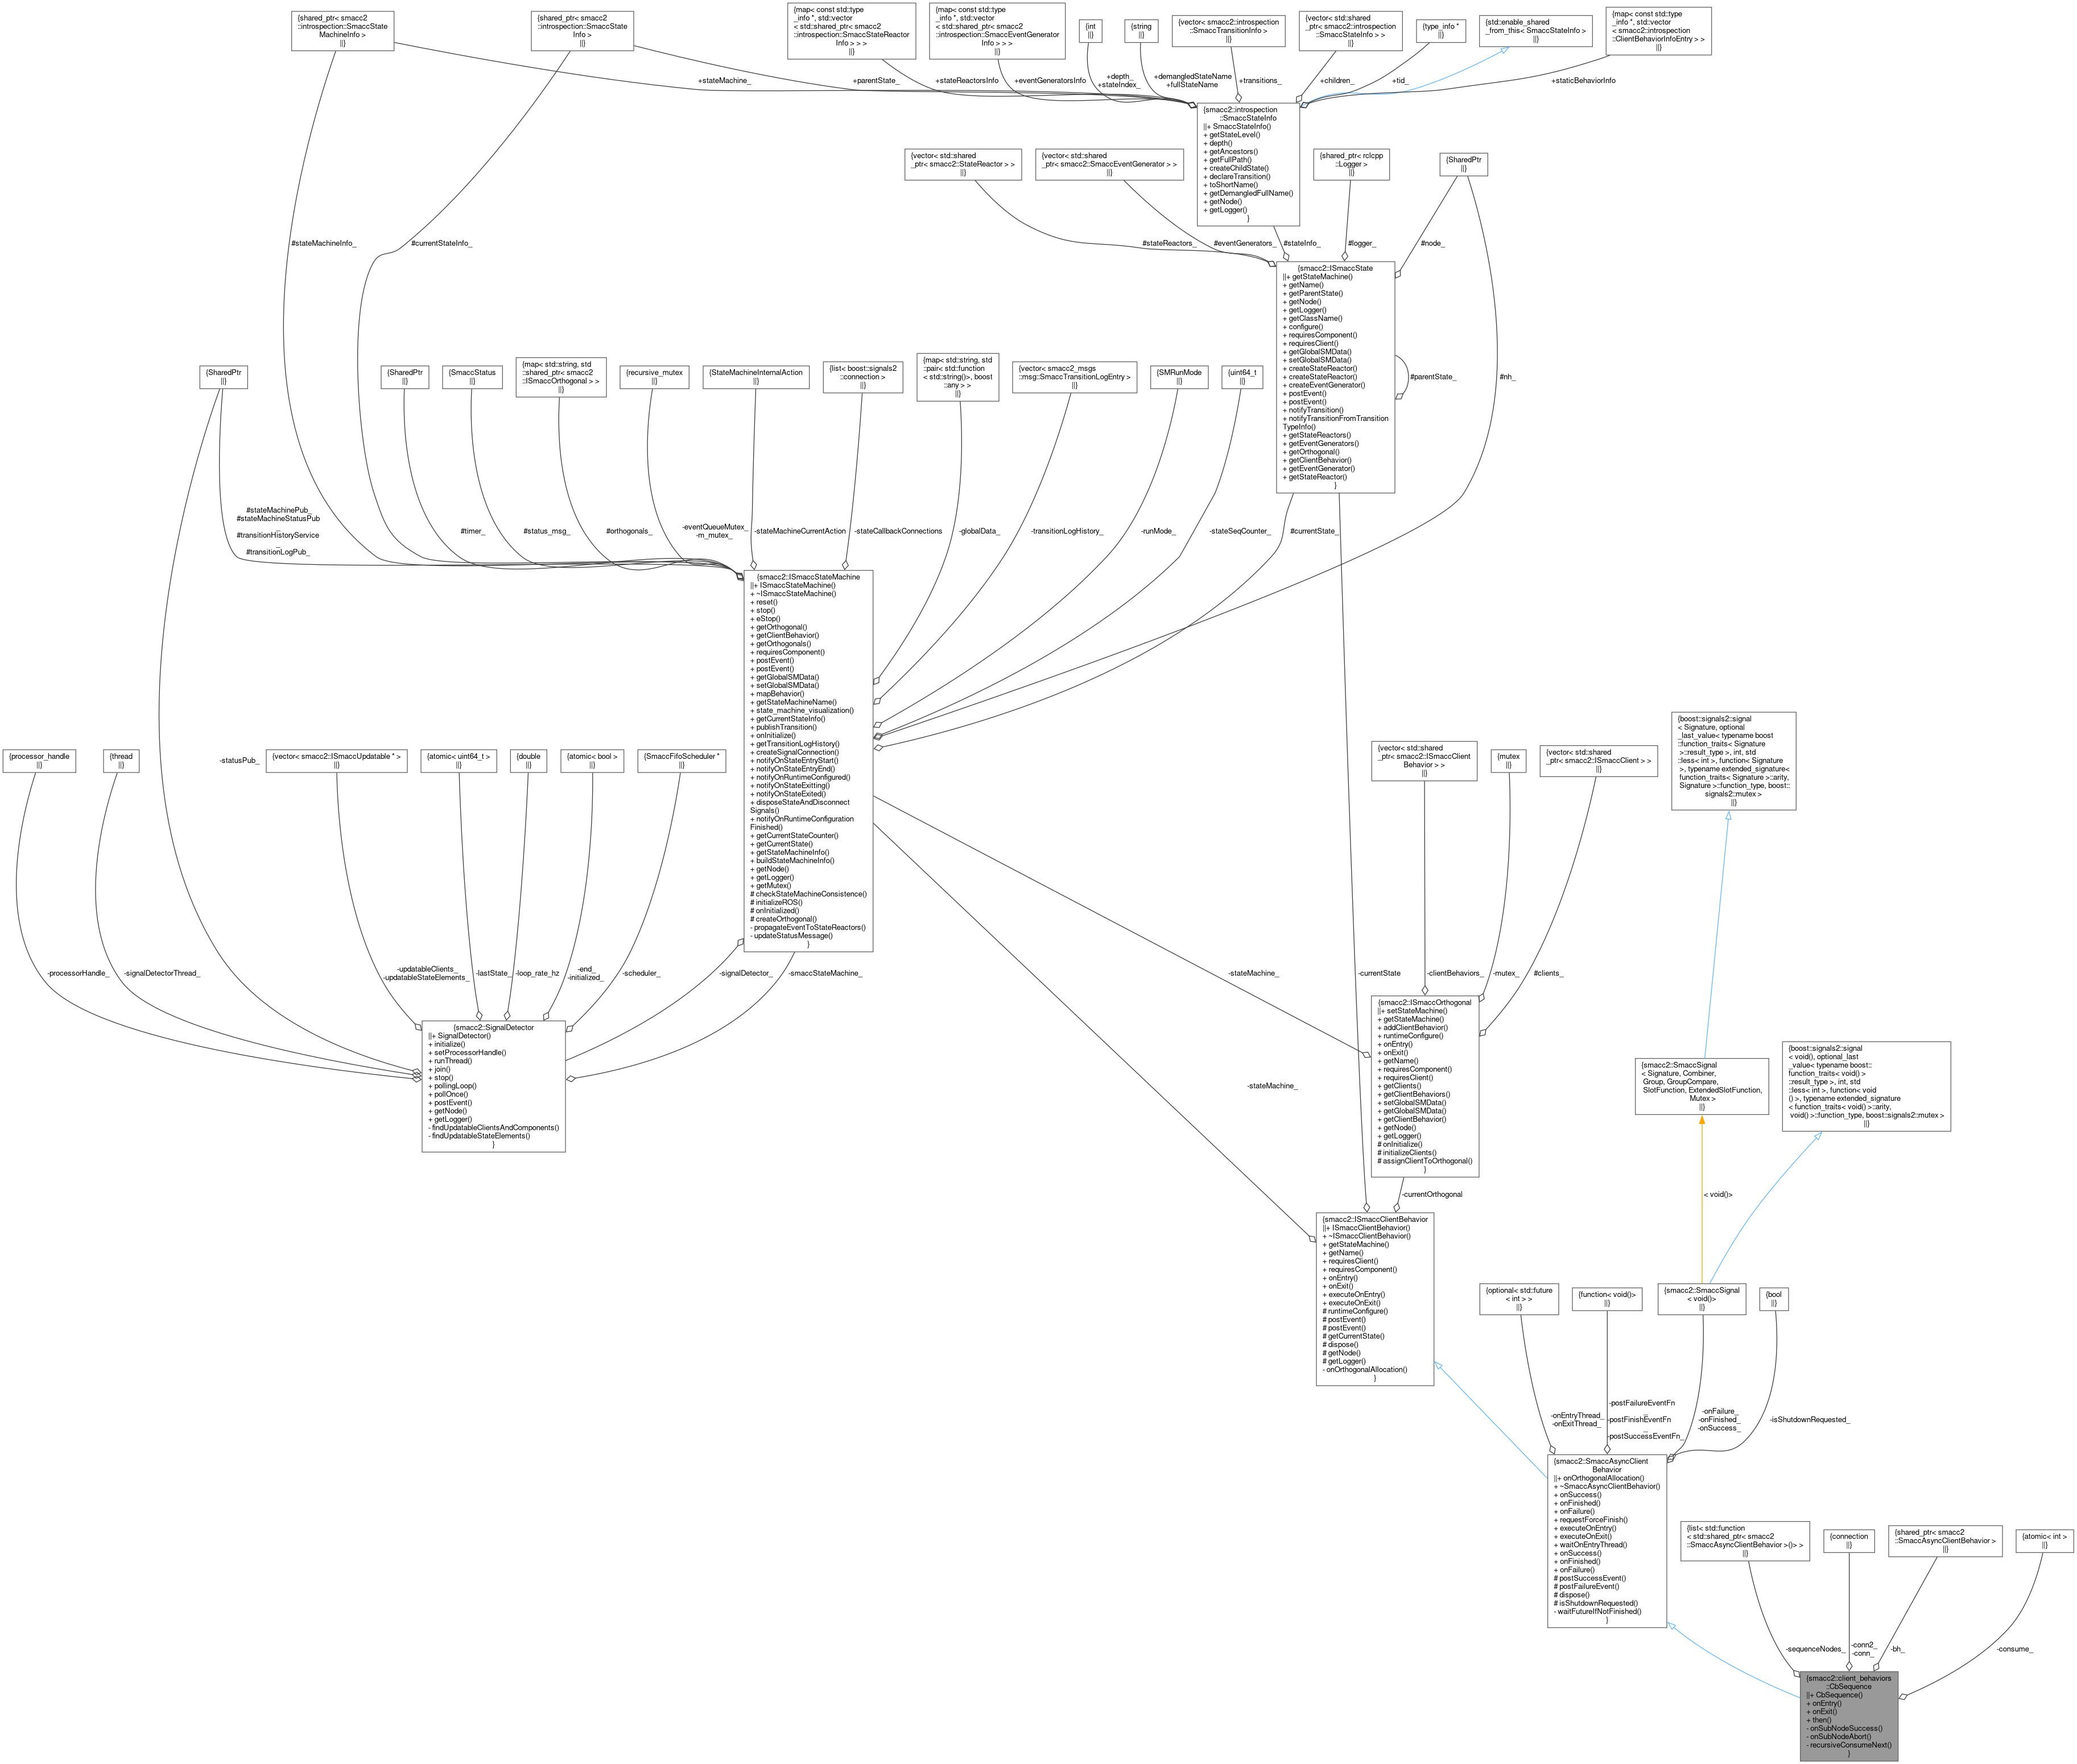 {shared_ptr< smacc2
::introspection::SmaccState
MachineInfo >
||}
{shared_ptr< smacc2
::introspection::SmaccState
Info >
||}
{map< const std::type
_info *, std::vector
< std::shared_ptr< smacc2
::introspection::SmaccStateReactor
Info > > >
||}
{map< const std::type
_info *, std::vector
< std::shared_ptr< smacc2
::introspection::SmaccEventGenerator
Info > > >
||}
{int
||}
{string
||}
{vector< smacc2::introspection
::SmaccTransitionInfo >
||}
{vector< std::shared
_ptr< smacc2::introspection
::SmaccStateInfo > >
||}
{type_info *
||}
{std::enable_shared
_from_this< SmaccStateInfo >
||}
{map< const std::type
_info *, std::vector
< smacc2::introspection
::ClientBehaviorInfoEntry > >
||}
+stateMachine_
+parentState_
+stateReactorsInfo
+eventGeneratorsInfo
+depth_
+stateIndex_
+demangledStateName
+fullStateName
+transitions_
+children_
+tid_
+staticBehaviorInfo
{smacc2::introspection
::SmaccStateInfo
||+ SmaccStateInfo()
+ getStateLevel()
+ depth()
+ getAncestors()
+ getFullPath()
+ createChildState()
+ declareTransition()
+ toShortName()
+ getDemangledFullName()
+ getNode()
+ getLogger()
}
{vector< std::shared
_ptr< smacc2::StateReactor > >
||}
{vector< std::shared
_ptr< smacc2::SmaccEventGenerator > >
||}
{shared_ptr< rclcpp
::Logger >
||}
{SharedPtr
||}
#stateMachineInfo_
#currentStateInfo_
#stateReactors_
#eventGenerators_
#stateInfo_
#logger_
#node_
{smacc2::ISmaccState
||+ getStateMachine()
+ getName()
+ getParentState()
+ getNode()
+ getLogger()
+ getClassName()
+ configure()
+ requiresComponent()
+ requiresClient()
+ getGlobalSMData()
+ setGlobalSMData()
+ createStateReactor()
+ createStateReactor()
+ createEventGenerator()
+ postEvent()
+ postEvent()
+ notifyTransition()
+ notifyTransitionFromTransition
TypeInfo()
+ getStateReactors()
+ getEventGenerators()
+ getOrthogonal()
+ getClientBehavior()
+ getEventGenerator()
+ getStateReactor()
}
#parentState_
#nh_
{SharedPtr
||}
{SharedPtr
||}
{SmaccStatus
||}
{map< std::string, std
::shared_ptr< smacc2
::ISmaccOrthogonal > >
||}
{recursive_mutex
||}
{StateMachineInternalAction
||}
{list< boost::signals2
::connection >
||}
{map< std::string, std
::pair< std::function
< std::string()>, boost
::any > >
||}
{vector< smacc2_msgs
::msg::SmaccTransitionLogEntry >
||}
{SMRunMode
||}
{uint64_t
||}
#stateMachinePub_
#stateMachineStatusPub
_
#transitionHistoryService
_
#transitionLogPub_
#timer_
#status_msg_
#orthogonals_
-eventQueueMutex_
-m_mutex_
-stateMachineCurrentAction
-stateCallbackConnections
-globalData_
-transitionLogHistory_
-runMode_
-stateSeqCounter_
#currentState_
{smacc2::ISmaccStateMachine
||+ ISmaccStateMachine()
+ ~ISmaccStateMachine()
+ reset()
+ stop()
+ eStop()
+ getOrthogonal()
+ getClientBehavior()
+ getOrthogonals()
+ requiresComponent()
+ postEvent()
+ postEvent()
+ getGlobalSMData()
+ setGlobalSMData()
+ mapBehavior()
+ getStateMachineName()
+ state_machine_visualization()
+ getCurrentStateInfo()
+ publishTransition()
+ onInitialize()
+ getTransitionLogHistory()
+ createSignalConnection()
+ notifyOnStateEntryStart()
+ notifyOnStateEntryEnd()
+ notifyOnRuntimeConfigured()
+ notifyOnStateExitting()
+ notifyOnStateExited()
+ disposeStateAndDisconnect
Signals()
+ notifyOnRuntimeConfiguration
Finished()
+ getCurrentStateCounter()
+ getCurrentState()
+ getStateMachineInfo()
+ buildStateMachineInfo()
+ getNode()
+ getLogger()
+ getMutex()
# checkStateMachineConsistence()
# initializeROS()
# onInitialized()
# createOrthogonal()
- propagateEventToStateReactors()
- updateStatusMessage()
}
{processor_handle
||}
{thread
||}
-statusPub_
{vector< smacc2::ISmaccUpdatable * >
||}
{atomic< uint64_t >
||}
{double
||}
{atomic< bool >
||}
{SmaccFifoScheduler *
||}
-processorHandle_
-signalDetectorThread_
-updatableClients_
-updatableStateElements_
-lastState_
-loop_rate_hz
-end_
-initialized_
-scheduler_
-signalDetector_
-smaccStateMachine_
{smacc2::SignalDetector
||+ SignalDetector()
+ initialize()
+ setProcessorHandle()
+ runThread()
+ join()
+ stop()
+ pollingLoop()
+ pollOnce()
+ postEvent()
+ getNode()
+ getLogger()
- findUpdatableClientsAndComponents()
- findUpdatableStateElements()
}
{vector< std::shared
_ptr< smacc2::ISmaccClient
Behavior > >
||}
{mutex
||}
{vector< std::shared
_ptr< smacc2::ISmaccClient > >
||}
{boost::signals2::signal
< Signature, optional
_last_value< typename boost
::function_traits< Signature
>::result_type >, int, std
::less< int >, function< Signature
>, typename extended_signature<
function_traits< Signature >::arity,
Signature >::function_type, boost::
signals2::mutex >
||}
-stateMachine_
-currentState
-clientBehaviors_
-mutex_
#clients_
{smacc2::ISmaccOrthogonal
||+ setStateMachine()
+ getStateMachine()
+ addClientBehavior()
+ runtimeConfigure()
+ onEntry()
+ onExit()
+ getName()
+ requiresComponent()
+ requiresClient()
+ getClients()
+ getClientBehaviors()
+ setGlobalSMData()
+ getGlobalSMData()
+ getClientBehavior()
+ getNode()
+ getLogger()
# onInitialize()
# initializeClients()
# assignClientToOrthogonal()
}
{smacc2::SmaccSignal
< Signature, Combiner,
Group, GroupCompare,
SlotFunction, ExtendedSlotFunction,
Mutex >
||}
{boost::signals2::signal
< void(), optional_last
_value< typename boost::
function_traits< void() >
::result_type >, int, std
::less< int >, function< void
() >, typename extended_signature
< function_traits< void() >::arity,
void() >::function_type, boost::signals2::mutex >
||}
-stateMachine_
-currentOrthogonal
< void()>
{smacc2::ISmaccClientBehavior
||+ ISmaccClientBehavior()
+ ~ISmaccClientBehavior()
+ getStateMachine()
+ getName()
+ requiresClient()
+ requiresComponent()
+ onEntry()
+ onExit()
+ executeOnEntry()
+ executeOnExit()
# runtimeConfigure()
# postEvent()
# postEvent()
# getCurrentState()
# dispose()
# getNode()
# getLogger()
- onOrthogonalAllocation()
}
{optional< std::future
< int > >
||}
{function< void()>
||}
{smacc2::SmaccSignal
< void()>
||}
{bool
||}
-onEntryThread_
-onExitThread_
-postFailureEventFn
_
-postFinishEventFn
_
-postSuccessEventFn_
-onFailure_
-onFinished_
-onSuccess_
-isShutdownRequested_
{smacc2::SmaccAsyncClient
Behavior
||+ onOrthogonalAllocation()
+ ~SmaccAsyncClientBehavior()
+ onSuccess()
+ onFinished()
+ onFailure()
+ requestForceFinish()
+ executeOnEntry()
+ executeOnExit()
+ waitOnEntryThread()
+ onSuccess()
+ onFinished()
+ onFailure()
# postSuccessEvent()
# postFailureEvent()
# dispose()
# isShutdownRequested()
- waitFutureIfNotFinished()
}
{list< std::function
< std::shared_ptr< smacc2
::SmaccAsyncClientBehavior >()> >
||}
{connection
||}
{shared_ptr< smacc2
::SmaccAsyncClientBehavior >
||}
{atomic< int >
||}
-sequenceNodes_
-conn2_
-conn_
-bh_
-consume_
{smacc2::client_behaviors
::CbSequence
||+ CbSequence()
+ onEntry()
+ onExit()
+ then()
- onSubNodeSuccess()
- onSubNodeAbort()
- recursiveConsumeNext()
}